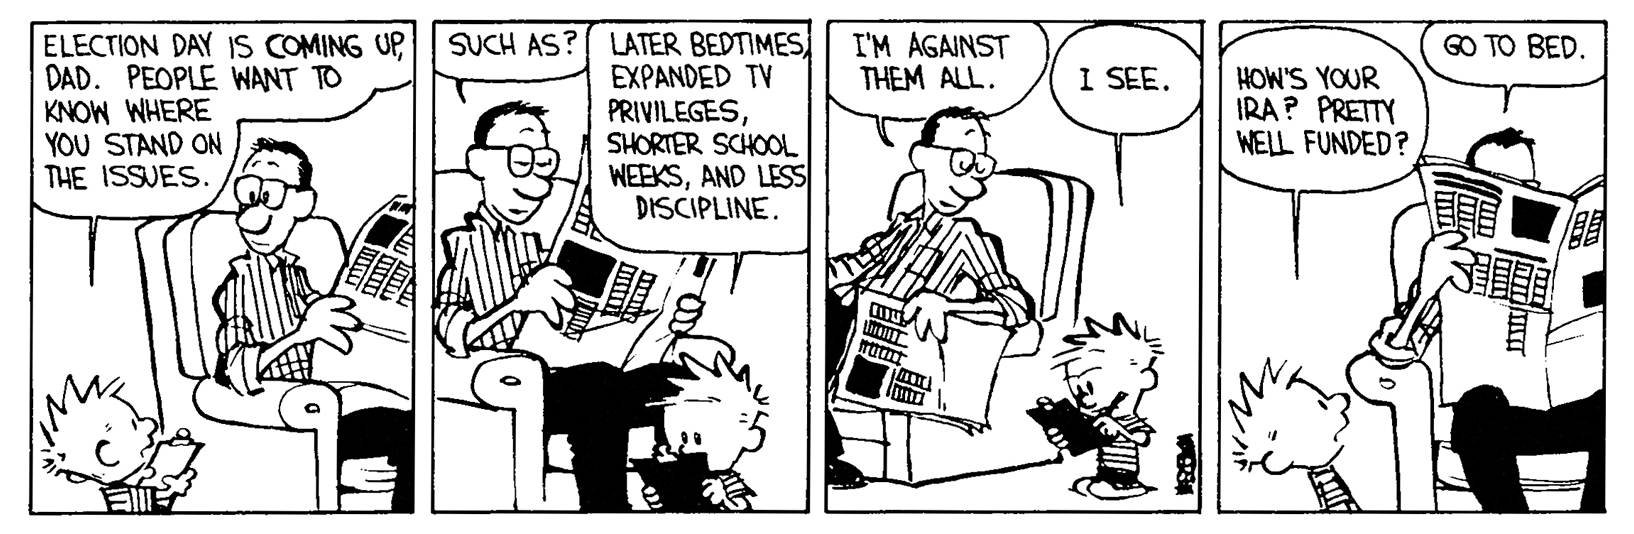 ELECTION DAY IS COMING UP,
DAD. PEOPLE WANT TO
KNOW WHERE
YOU STAND ON
THE ISSUES.
SUCH AS?
LATER BEDTIMES,
EXPANDED TV
PRIVILEGES,
SHORTER SCHOOL
WEEKS, AND LESS
DISCIPLINE.
I'M AGAINST
THEM ALL.
I SEE.
HOW'S YOUR
IRA? PRETTY
WELL FUNDED?
GO TO BED.